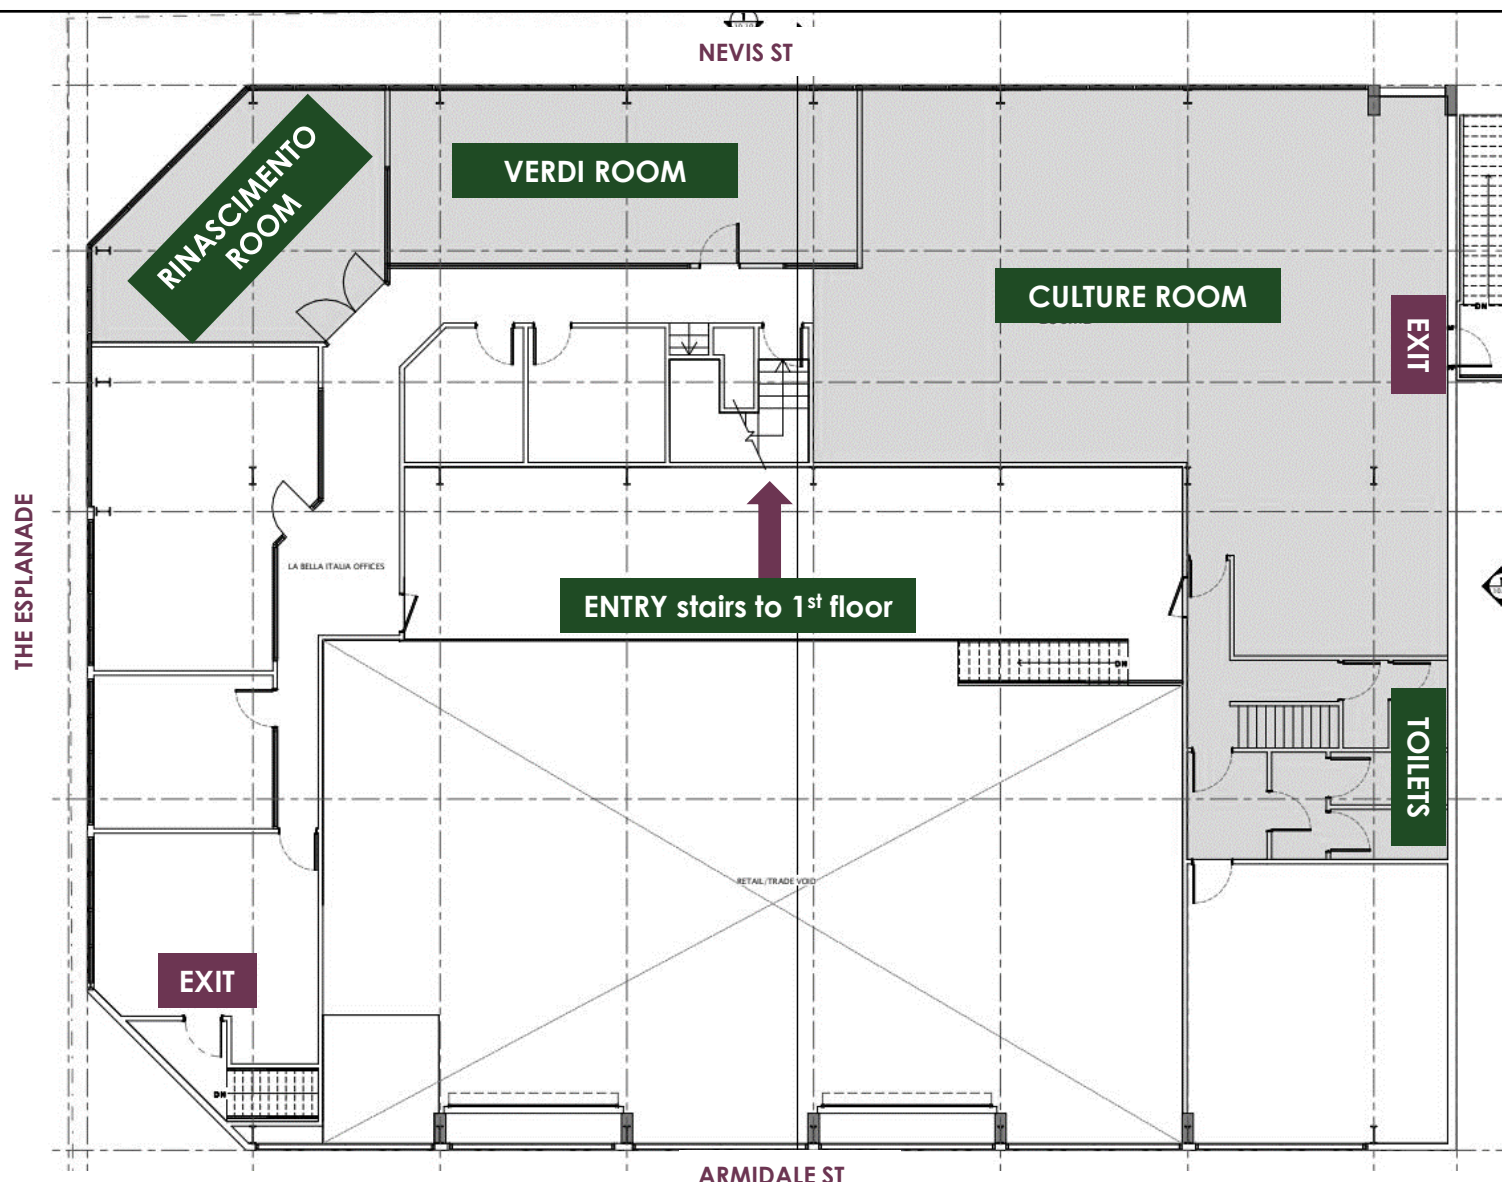 NEVIS ST
RINASCIMENTO
ROOM
VERDI ROOM
CULTURE ROOM
EXIT
DN
THE ESPLANADE
LA BELLA ITALIA OFFICES
ENTRY stairs to 1st floor
DN
TOILETS
RETAIL/TRADE VOID
EXIT
DN
ARMIDALE ST